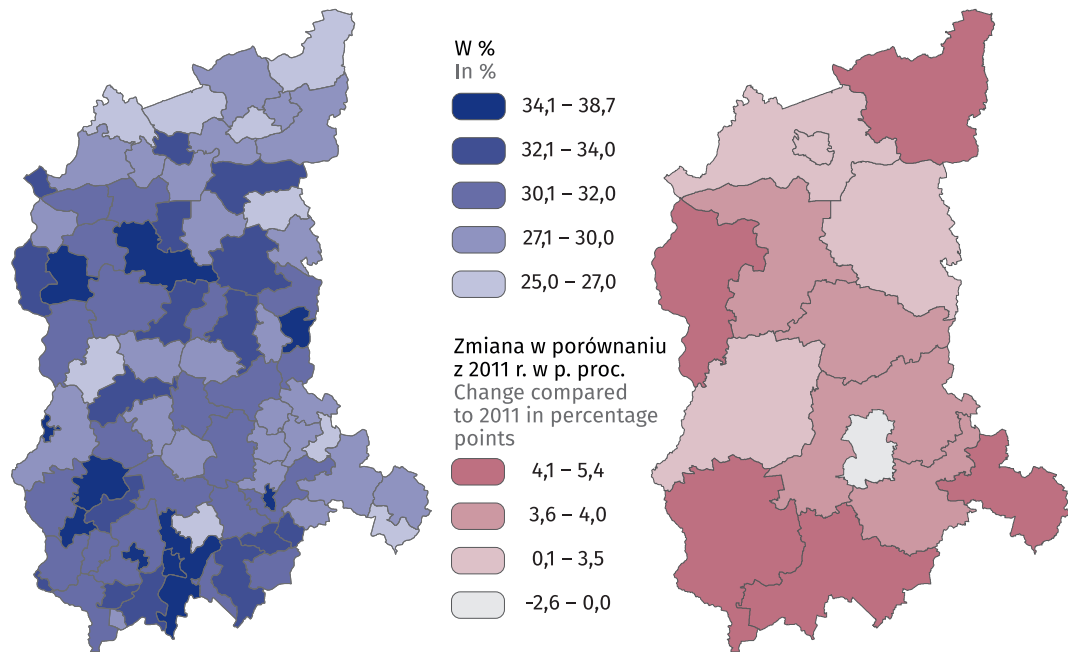 W %
In %
34,1 – 38,7
32,1 – 34,0
30,1 – 32,0
27,1 – 30,0
25,0 – 27,0
Zmiana w porównaniu
z 2011 r. w p. proc.
Change compared
to 2011 in percentage
points
4,1 – 5,4
3,6 – 4,0
0,1 – 3,5
-2,6 – 0,0